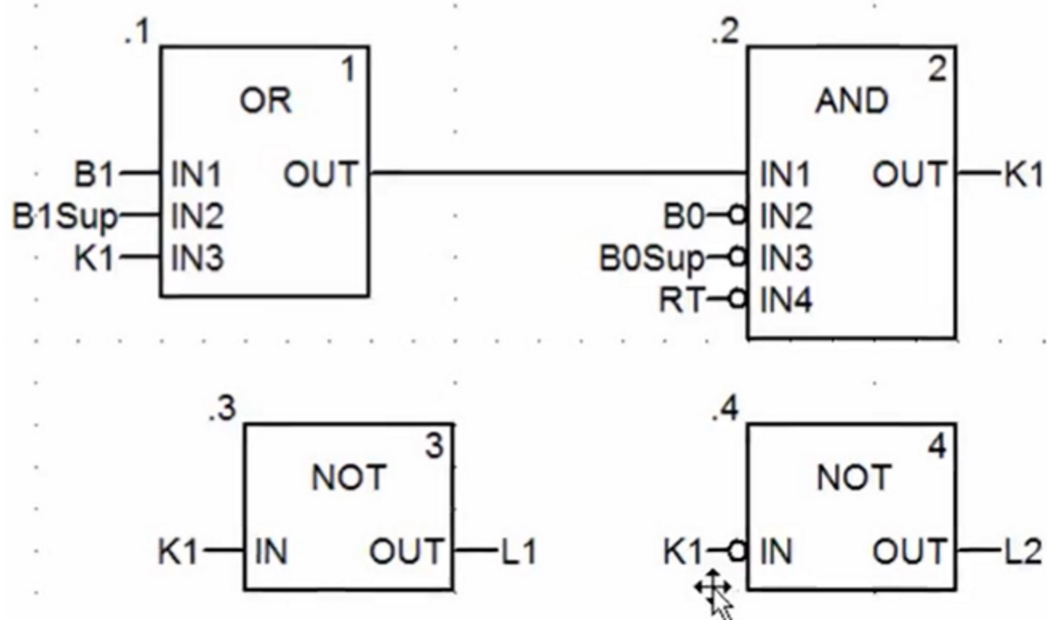 .1 .2
1 2
OR AND
B1 IN1 OUT IN1 OUT K1
B1Sup IN2 B0 IN2
K1 IN3 B0Sup IN3
RT IN4
.3 .4
3 4
NOT NOT
K1 IN OUT L1 K1 IN OUT L2